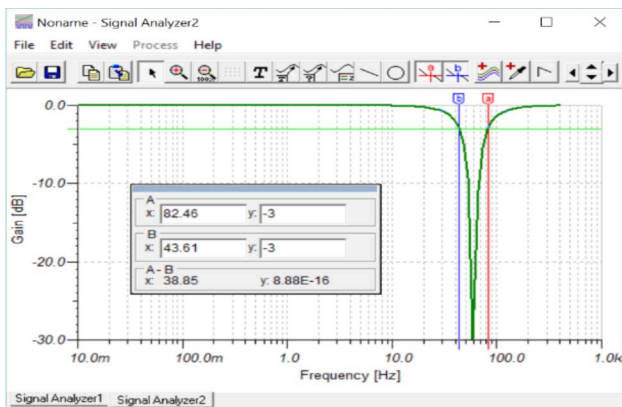 Noname - Signal Analyzer2
File Edit View Process Help
T
a b
b a
0.0
-10.0
-20.0
-30.0
Gain [dB]
A
x: 82.46 y: -3
B
x: 43.61 y: -3
A - B
x: 38.85 y: 8.88E-16
10.0m 100.0m 1.0 10.0 100.0 1.0k
Frequency [Hz]
Signal Analyzer1 Signal Analyzer2